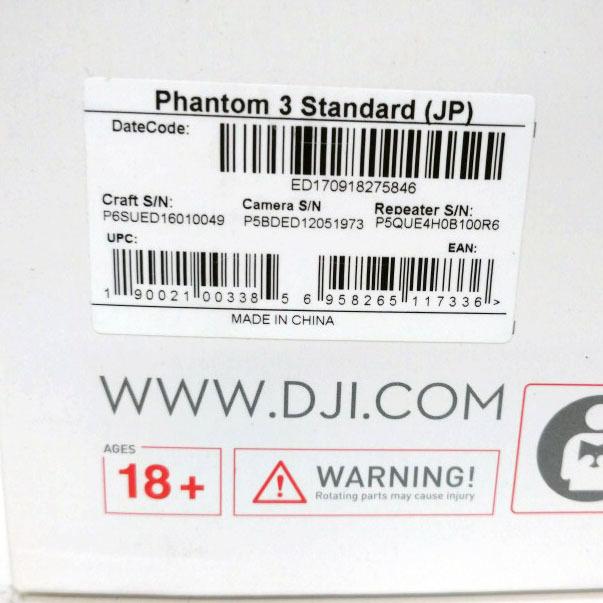 Phantom 3 Standard (JP)
DateCode:
ED170918275846
Craft S/N: Camera S/N Repeater S/N:
P6SUED16010049 P5BDED12051973 P5QUE4H0B100R6
UPC: EAN:
1 90021 00338 5 6 958265 117336 >
MADE IN CHINA
WWW.DJI.COM
AGES
18+
WARNING!
Rotating parts may cause injury